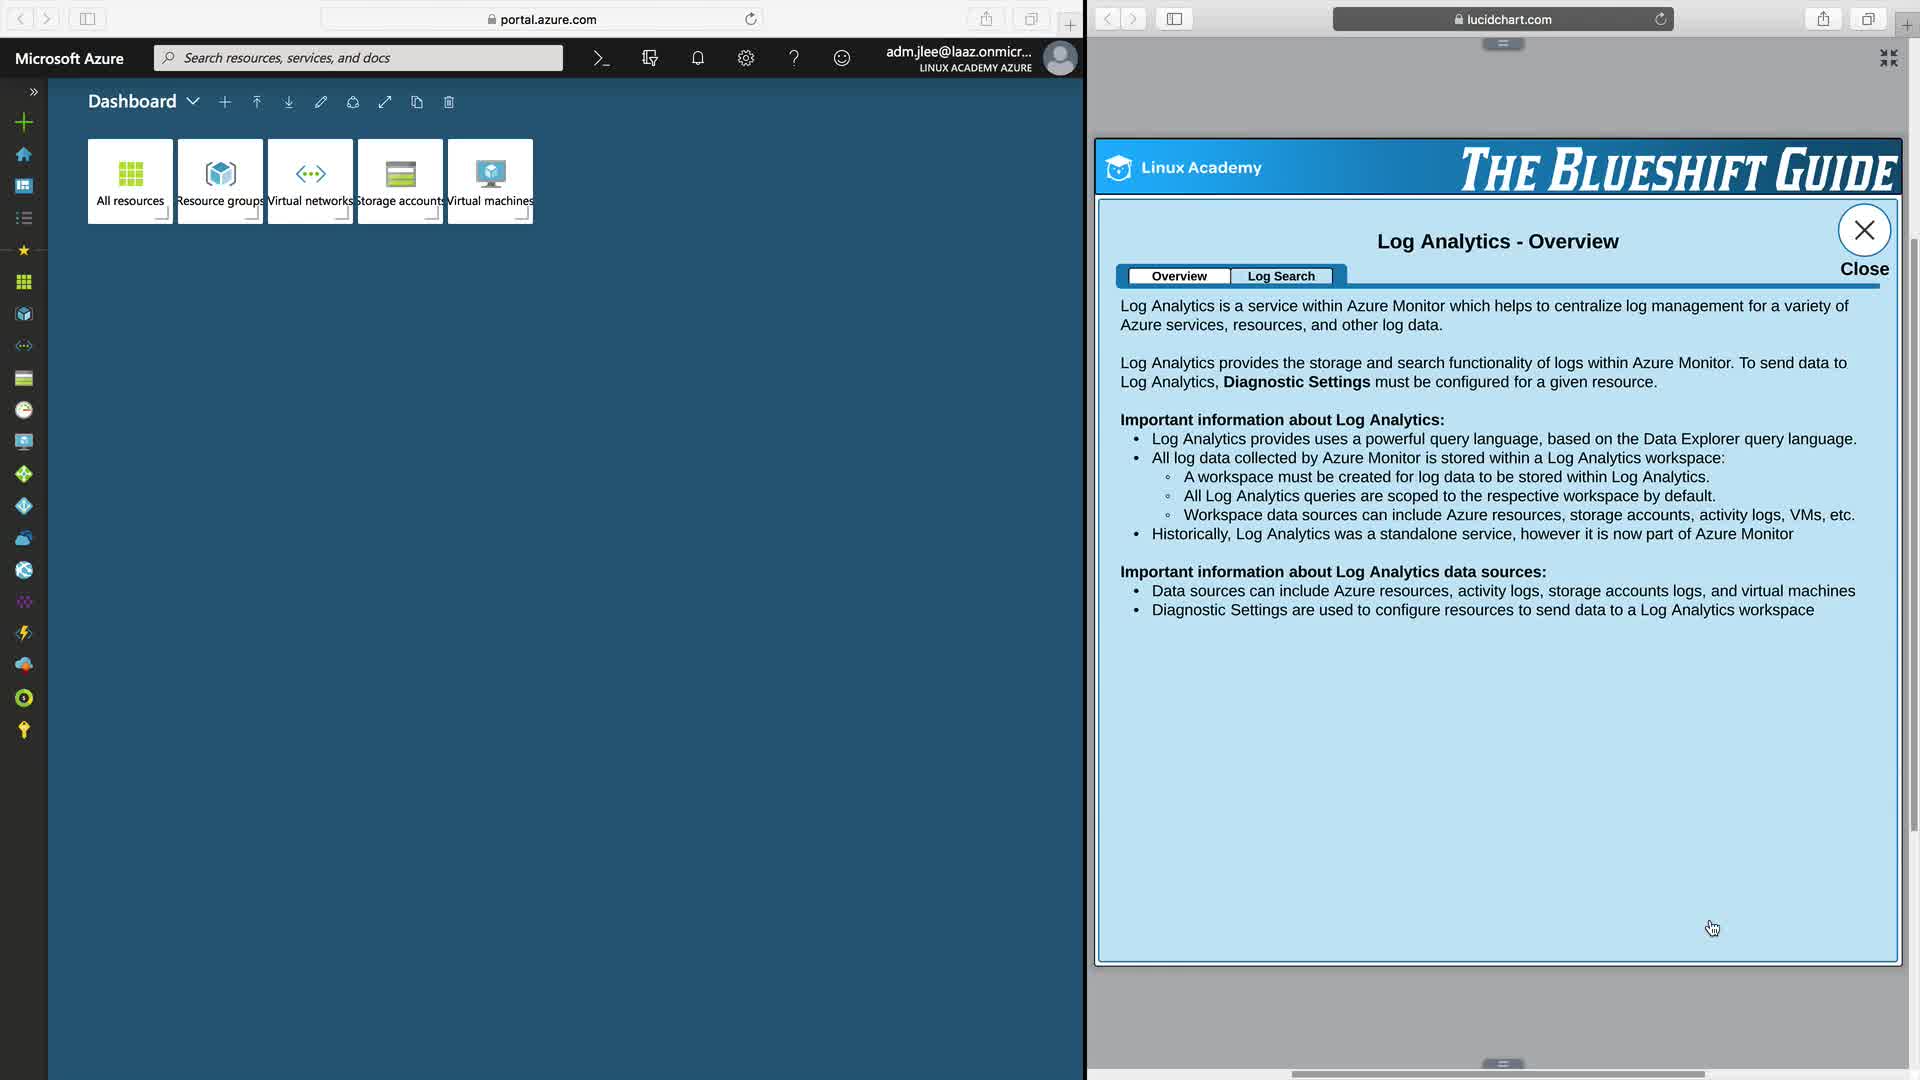 portal.azure.com
Microsoft Azure
Search resources, services, and docs
adm.jlee@laaz.onmicr...
LINUX ACADEMY AZURE
Dashboard
All resources
Resource groups
Virtual networks
Storage accounts
Virtual machines
lucidchart.com
Linux Academy
THE BLUESHIFT GUIDE
Log Analytics - Overview
Close
Overview
Log Search
Log Analytics is a service within Azure Monitor which helps to centralize log management for a variety of
Azure services, resources, and other log data.
Log Analytics provides the storage and search functionality of logs within Azure Monitor. To send data to
Log Analytics, Diagnostic Settings must be configured for a given resource.
Important information about Log Analytics:
• Log Analytics provides uses a powerful query language, based on the Data Explorer query language.
• All log data collected by Azure Monitor is stored within a Log Analytics workspace:
◦ A workspace must be created for log data to be stored within Log Analytics.
◦ All Log Analytics queries are scoped to the respective workspace by default.
◦ Workspace data sources can include Azure resources, storage accounts, activity logs, VMs, etc.
• Historically, Log Analytics was a standalone service, however it is now part of Azure Monitor
Important information about Log Analytics data sources:
• Data sources can include Azure resources, activity logs, storage accounts logs, and virtual machines
• Diagnostic Settings are used to configure resources to send data to a Log Analytics workspace